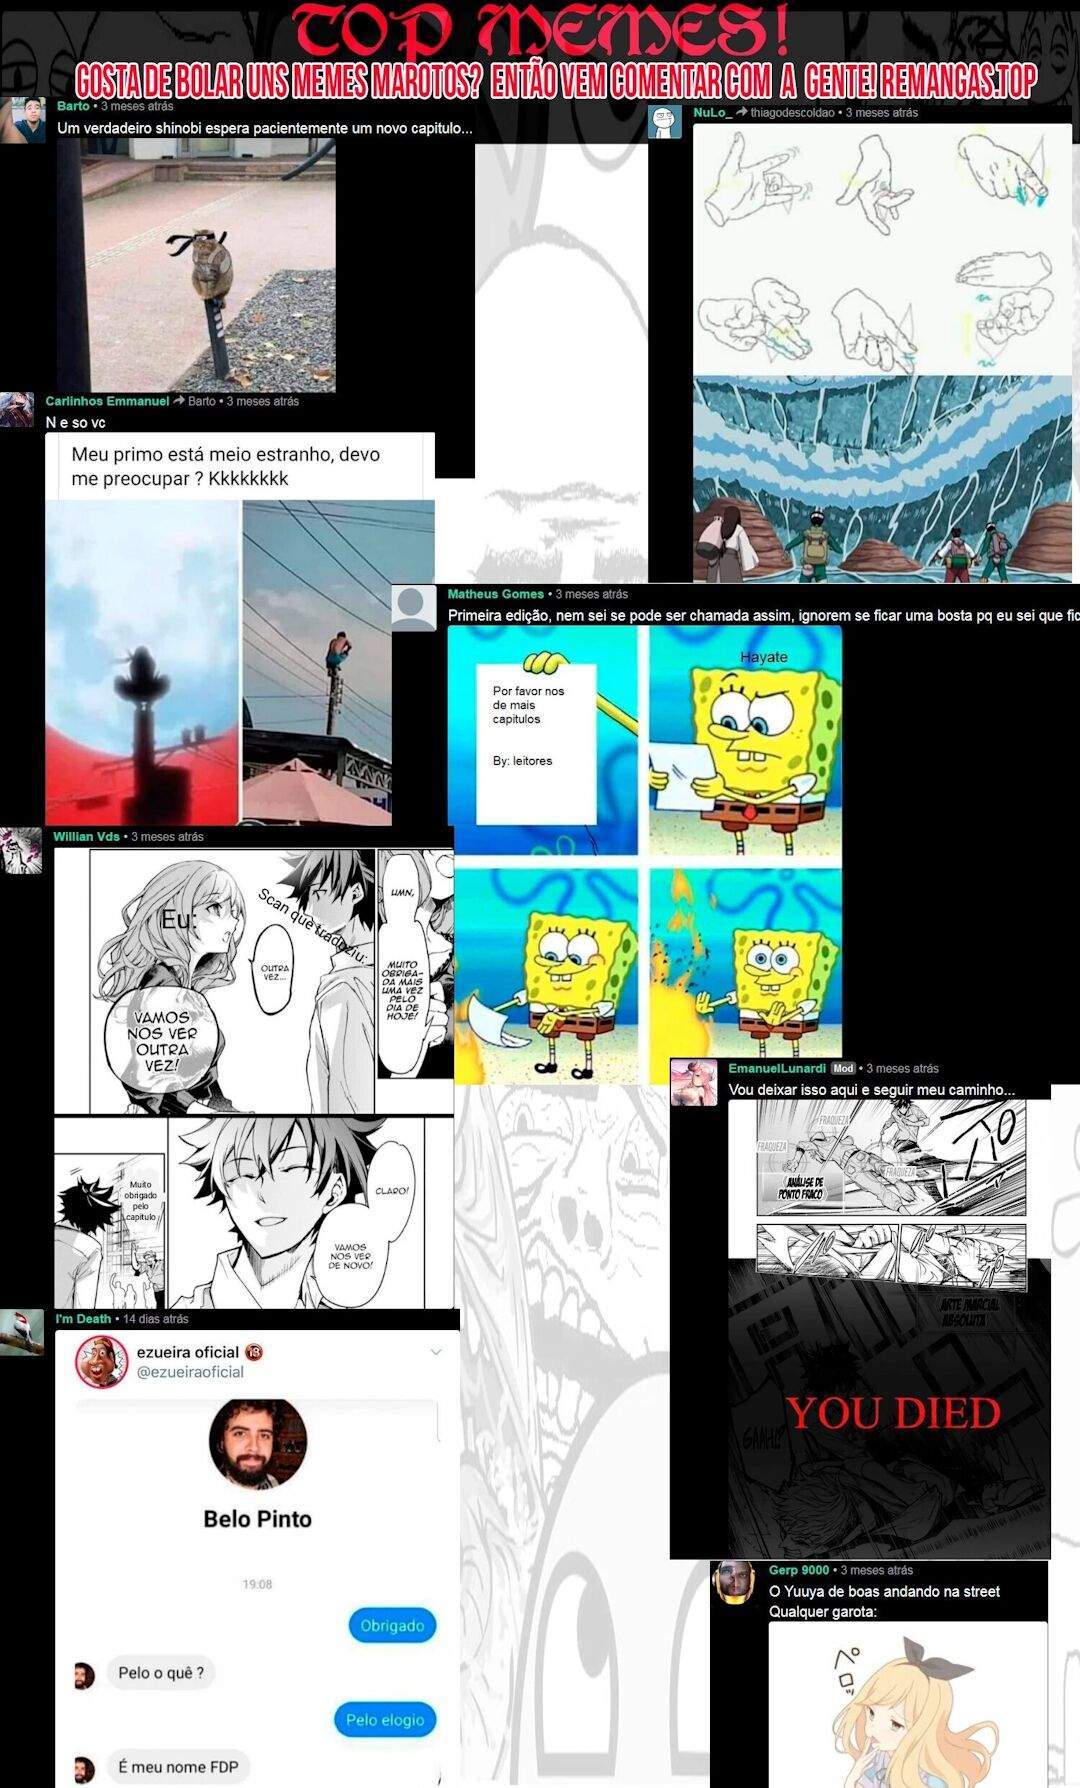 TOP MEMES!
GOSTA DE BOLAR UNS MEMES MAROTOS? ENTÃO VEM COMENTAR COM A GENTE! REMANGAS.TOP
Barto • 3 meses atrás
Um verdadeiro shinobi espera pacientemente um novo capitulo...
NuLo_ → thiagodescoldao • 3 meses atrás
Carlinhos Emmanuel → Barto • 3 meses atrás
N e so vc
Meu primo está meio estranho, devo
me preocupar ? Kkkkkkkk
Matheus Gomes • 3 meses atrás
Primeira edição, nem sei se pode ser chamada assim, ignorem se ficar uma bosta pq eu sei que fic
Por favor nos
de mais
capitulos
By: leitores
Hayate
Willian Vds • 3 meses atrás
Eu:
Scan que traduziu:
UMN,
MUITO
OBRIGA-
DA MAIS
UMA VEZ
PELO
DIA DE
HOJE!
OUTRA
VEZ...
VAMOS
NOS VER
OUTRA
VEZ!
Muito
obrigado
pelo
capitulo
CLARO!
VAMOS
NOS VER
DE NOVO!
EmanuelLunardi Mod • 3 meses atrás
Vou deixar isso aqui e seguir meu caminho...
FRAQUEZA
FRAQUEZA
FRAQUEZA
ANÁLISE DE
PONTO FRACO
ARTE MARCIAL
ABSOLUTA
YOU DIED
GAAH!?
I'm Death • 14 dias atrás
ezueira oficial 🔞
@ezueiraoficial
Belo Pinto
19:08
Obrigado
Pelo o quê ?
Pelo elogio
É meu nome FDP
Gerp 9000 • 3 meses atrás
O Yuuya de boas andando na street
Qualquer garota:
ペロッ